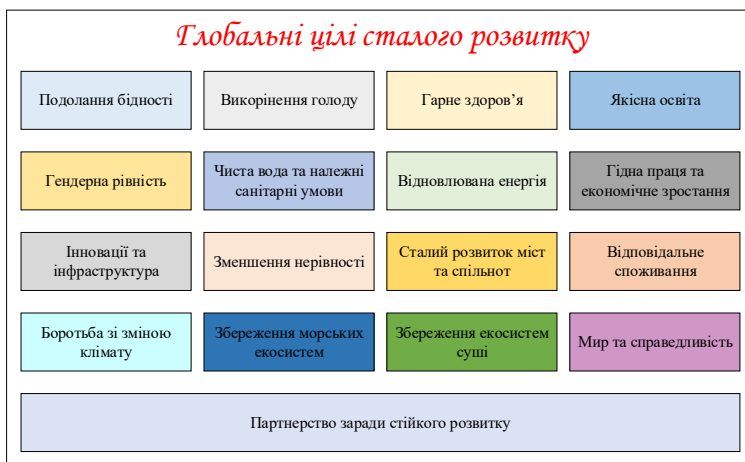 Глобальні цілі сталого розвитку
Подолання бідності
Викорінення голоду
Гарне здоров’я
Якісна освіта
Гендерна рівність
Чиста вода та належні
санітарні умови
Відновлювана енергія
Гідна праця та
економічне зростання
Інновації та
інфраструктура
Зменшення нерівності
Сталий розвиток міст
та спільнот
Відповідальне
споживання
Боротьба зі зміною
клімату
Збереження морських
екосистем
Збереження екосистем
суші
Мир та справедливість
Партнерство заради стійкого розвитку